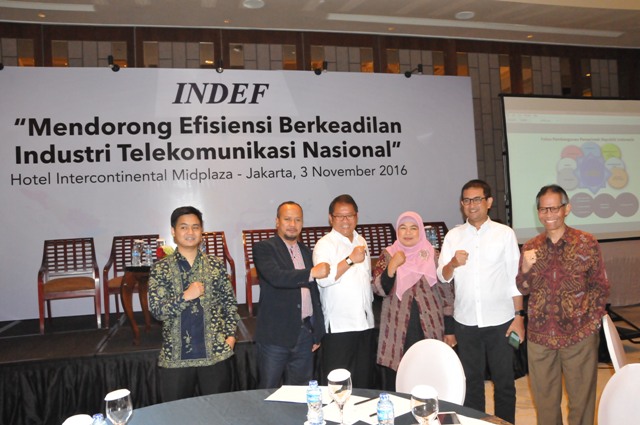 INDEF
"Mendorong Efisiensi Berkeadilan
Industri Telekomunikasi Nasional"
Hotel Intercontinental Midplaza - Jakarta, 3 November 2016